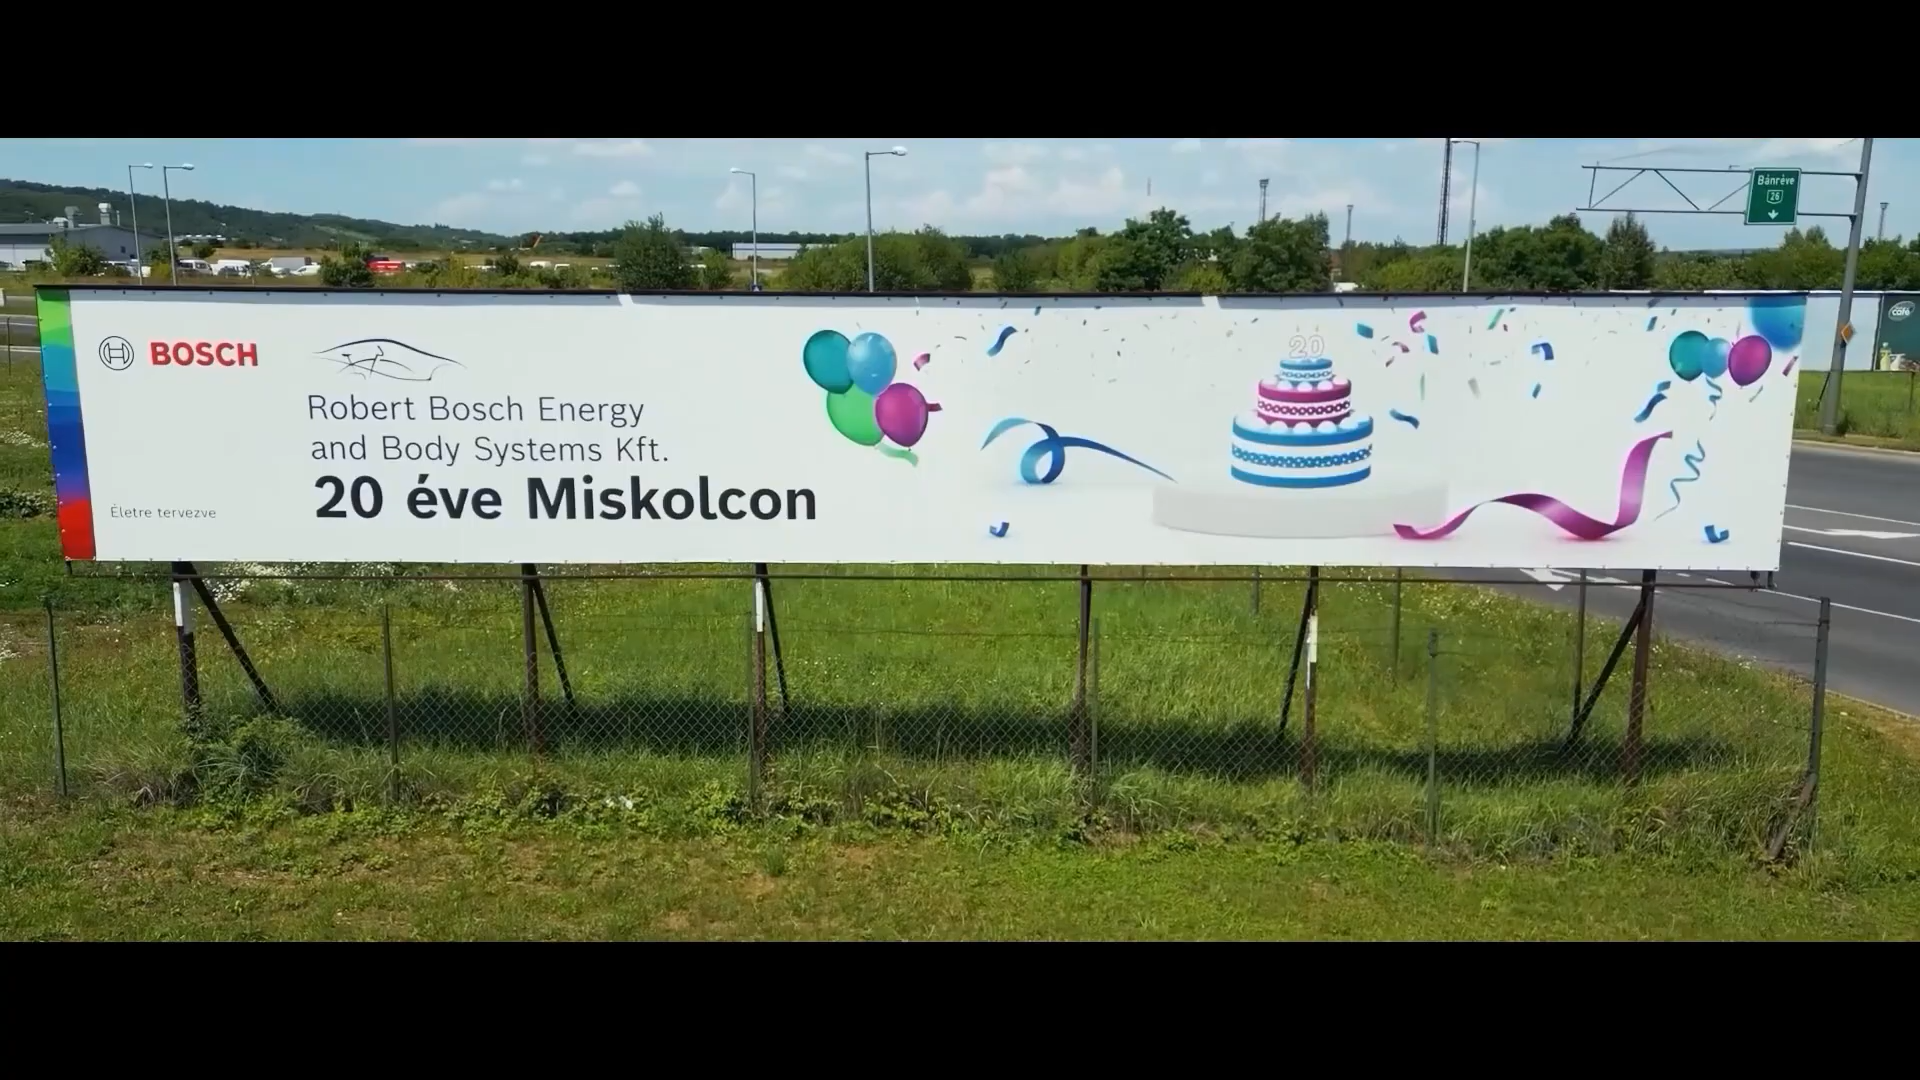 Bánréve
26
BOSCH
Robert Bosch Energy
and Body Systems Kft.
20 éve Miskolcon
Életre tervezve
20
café